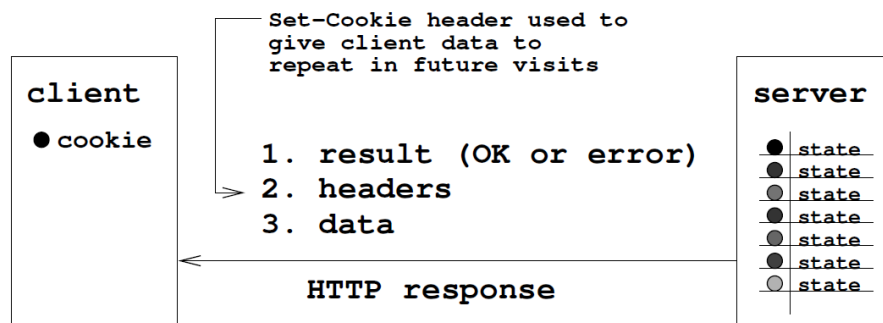 Set-Cookie header used to
give client data to
repeat in future visits
client
cookie
1. result (OK or error)
2. headers
3. data
HTTP response
server
state
state
state
state
state
state
state